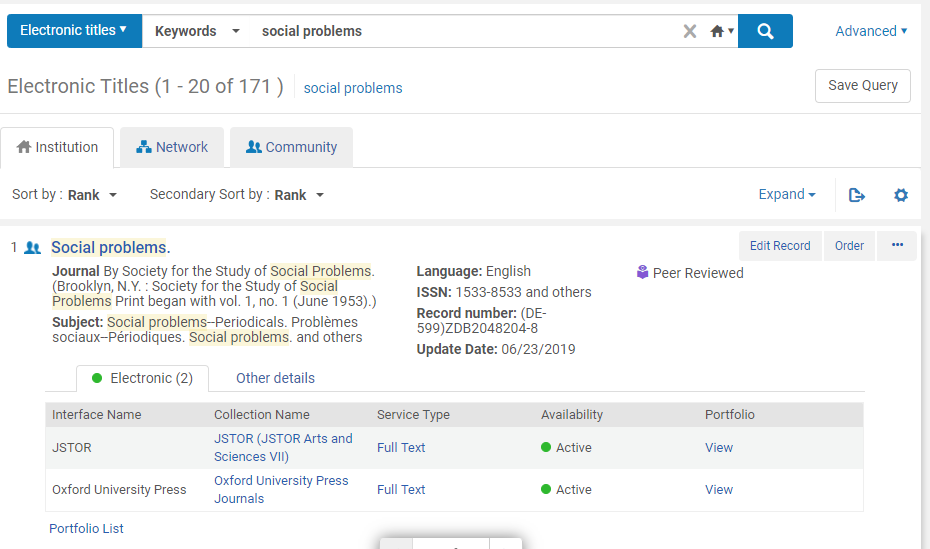 Electronic titles Keywords social problems Advanced
Electronic Titles (1 - 20 of 171 ) social problems Save Query
Institution Network Community
Sort by : Rank Secondary Sort by : Rank Expand
1 Social problems. Edit Record Order ...
Journal By Society for the Study of Social Problems.
(Brooklyn, N.Y. : Society for the Study of Social
Problems Print began with vol. 1, no. 1 (June 1953).)
Subject: Social problems--Periodicals. Problèmes
sociaux--Périodiques. Social problems. and others
Language: English
ISSN: 1533-8533 and others
Record number: (DE-
599)ZDB2048204-8
Update Date: 06/23/2019
Peer Reviewed
Electronic (2) Other details
Interface Name Collection Name Service Type Availability Portfolio
JSTOR JSTOR (JSTOR Arts and
Sciences VII) Full Text Active View
Oxford University Press Oxford University Press
Journals Full Text Active View
Portfolio List